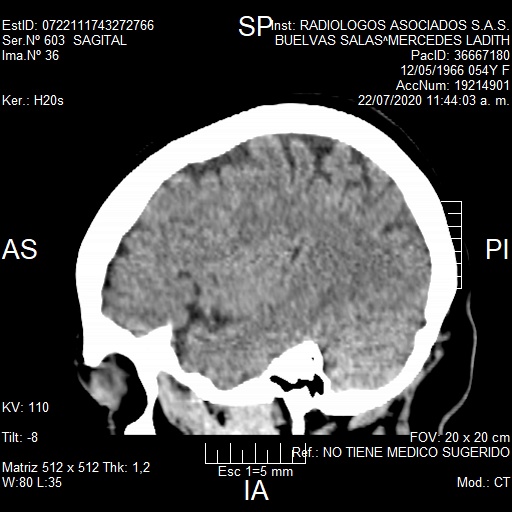 EstID: 0722111743272766
Ser.Nº 603 SAGITAL
Ima.Nº 36
Ker.: H20s
SP
Inst: RADIOLOGOS ASOCIADOS S.A.S.
BUELVAS SALAS^MERCEDES LADITH
PacID: 36667180
12/05/1966 054Y F
AccNum: 19214901
22/07/2020 11:44:03 a. m.
AS
PI
KV: 110
Tilt: -8
Matriz 512 x 512 Thk: 1,2
W:80 L:35
Esc 1=5 mm
IA
FOV: 20 x 20 cm
Ref.: NO TIENE MEDICO SUGERIDO
Mod.: CT